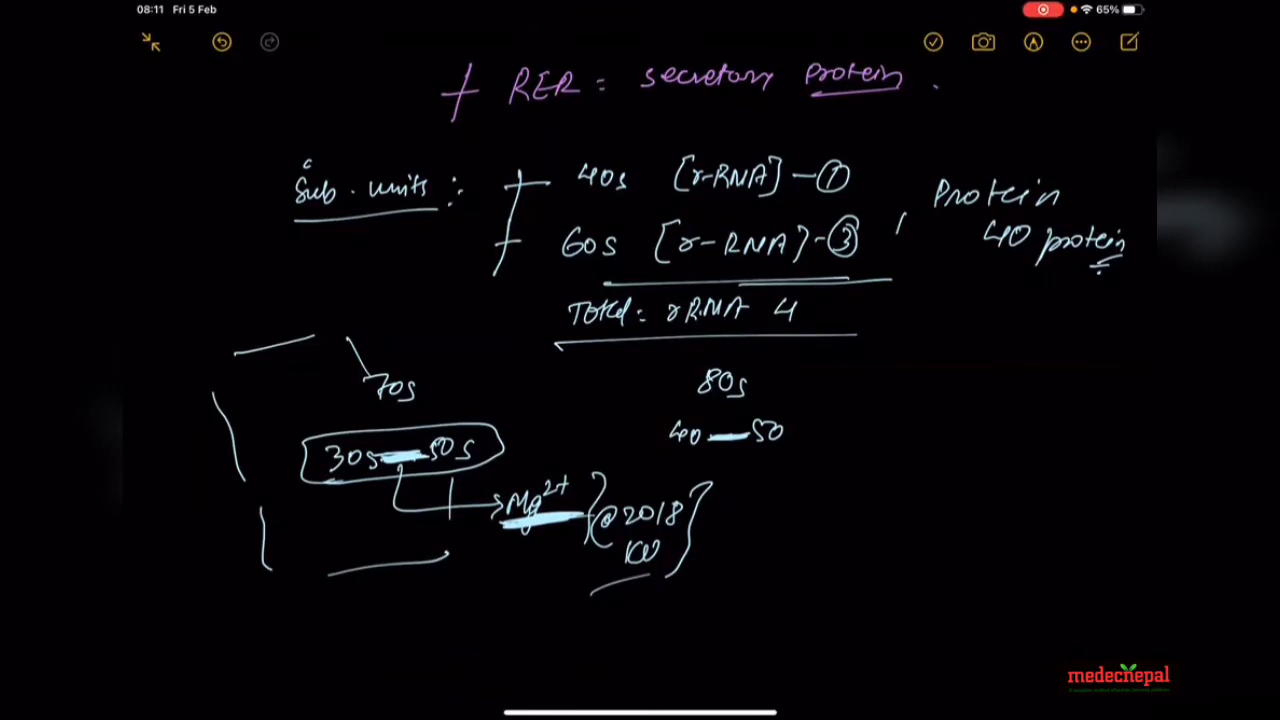 08:11 Fri 5 Feb
65%
RER = secretory protein.
Sub-units :
40s [r-RNA] - ①
60s [r-RNA] - ③ , Protein
40 protein
Total = rRNA 4
70s
80s
30s 50s
40 50
Mg2+
@2018
medecnepal